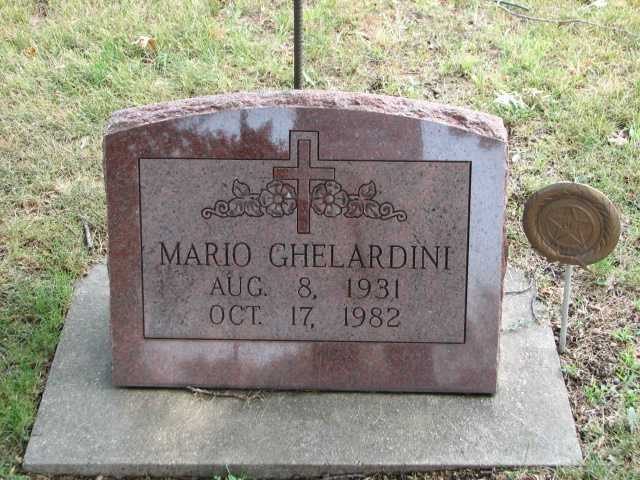 MARIO GHELARDINI
AUG. 8, 1931
OCT. 17, 1982